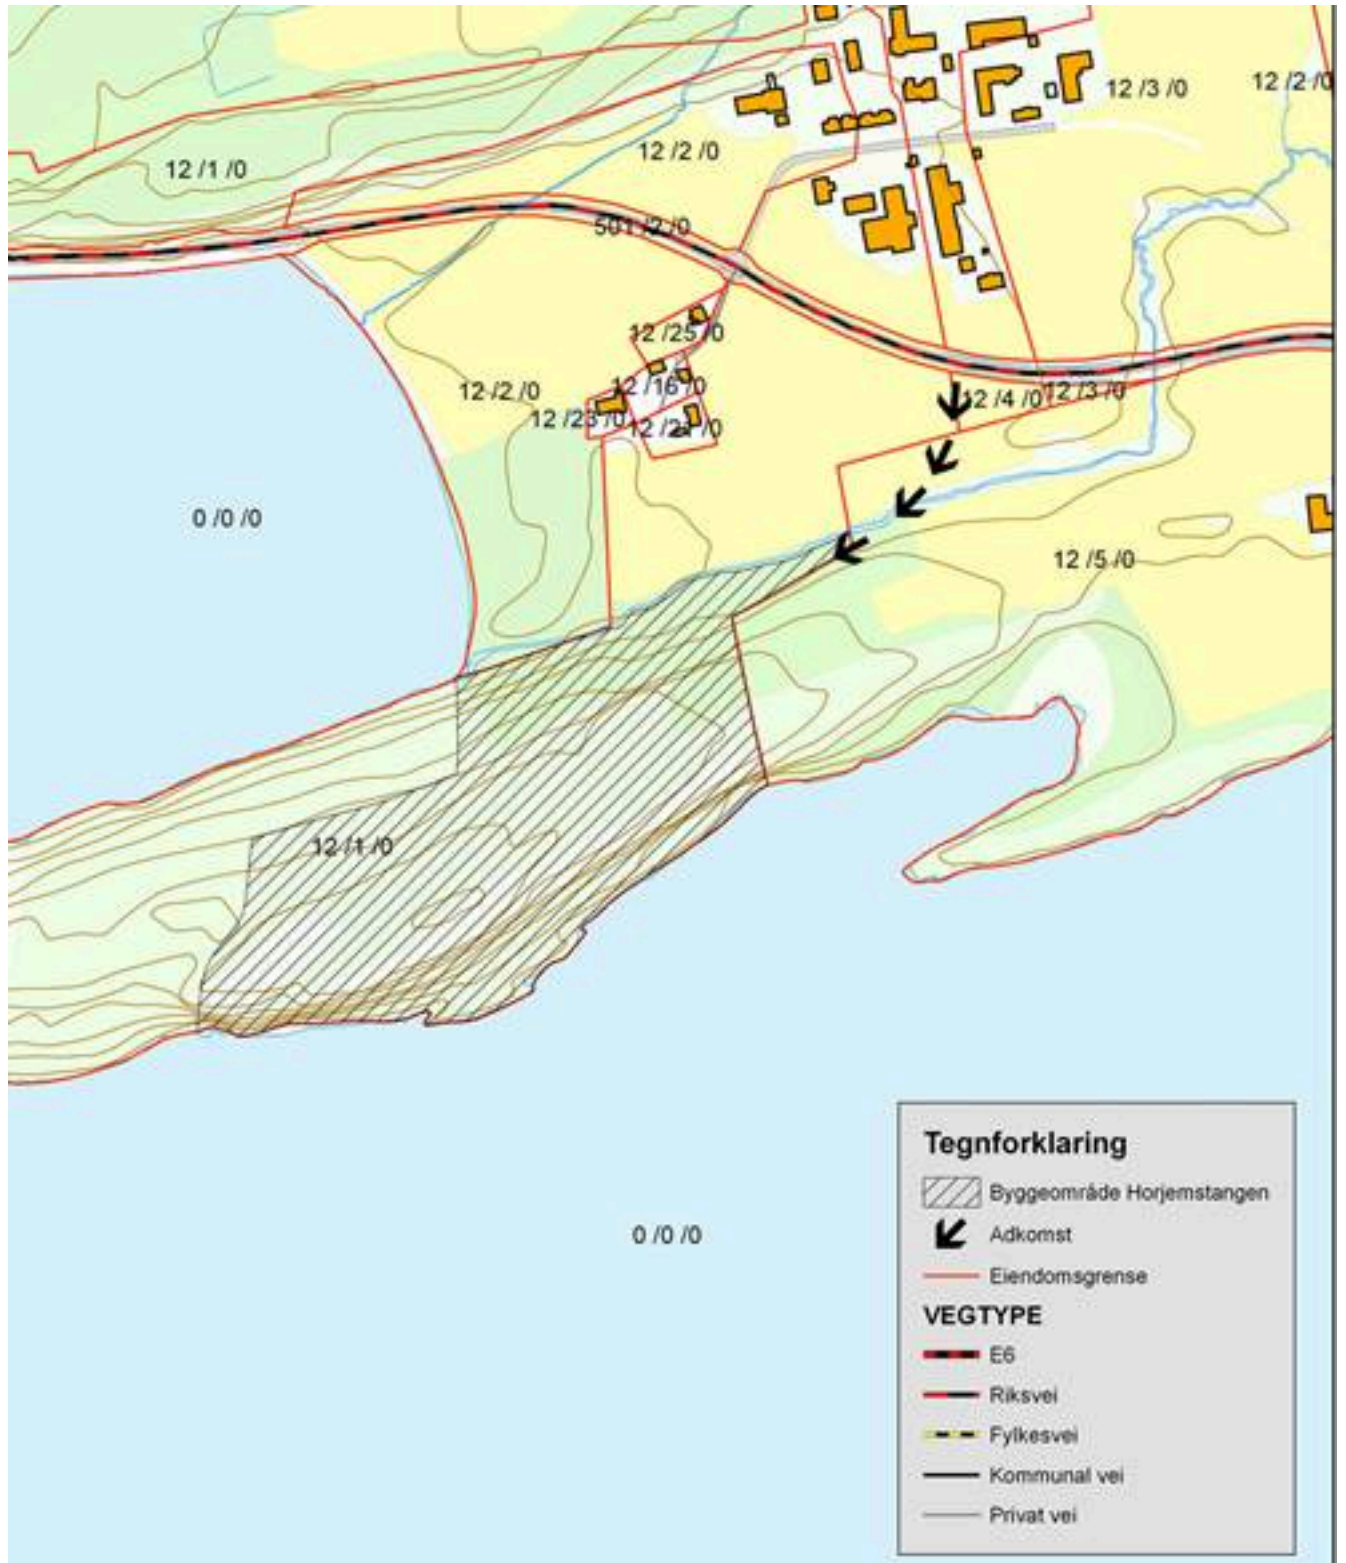 12 /3 /0
12 /2 /0
12 /2 /0
12 /1 /0
501 /2 /0
12 /25 /0
12 /2 /0
12 /16 /0
12 /4 /0
12 /3 /0
12 /23 /0
12 /21 /0
0 /0 /0
12 /5 /0
12 /1 /0
0 /0 /0
Tegnforklaring
Byggeområde Horjemstangen
Adkomst
Eiendomsgrense
VEGTYPE
E6
Riksvei
Fylkesvei
Kommunal vei
Privat vei